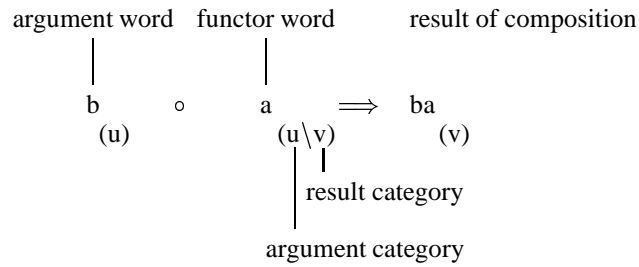 argument word functor word result of composition
b ∘ a ⟹ ba
(u) (u\v) (v)
result category
argument category